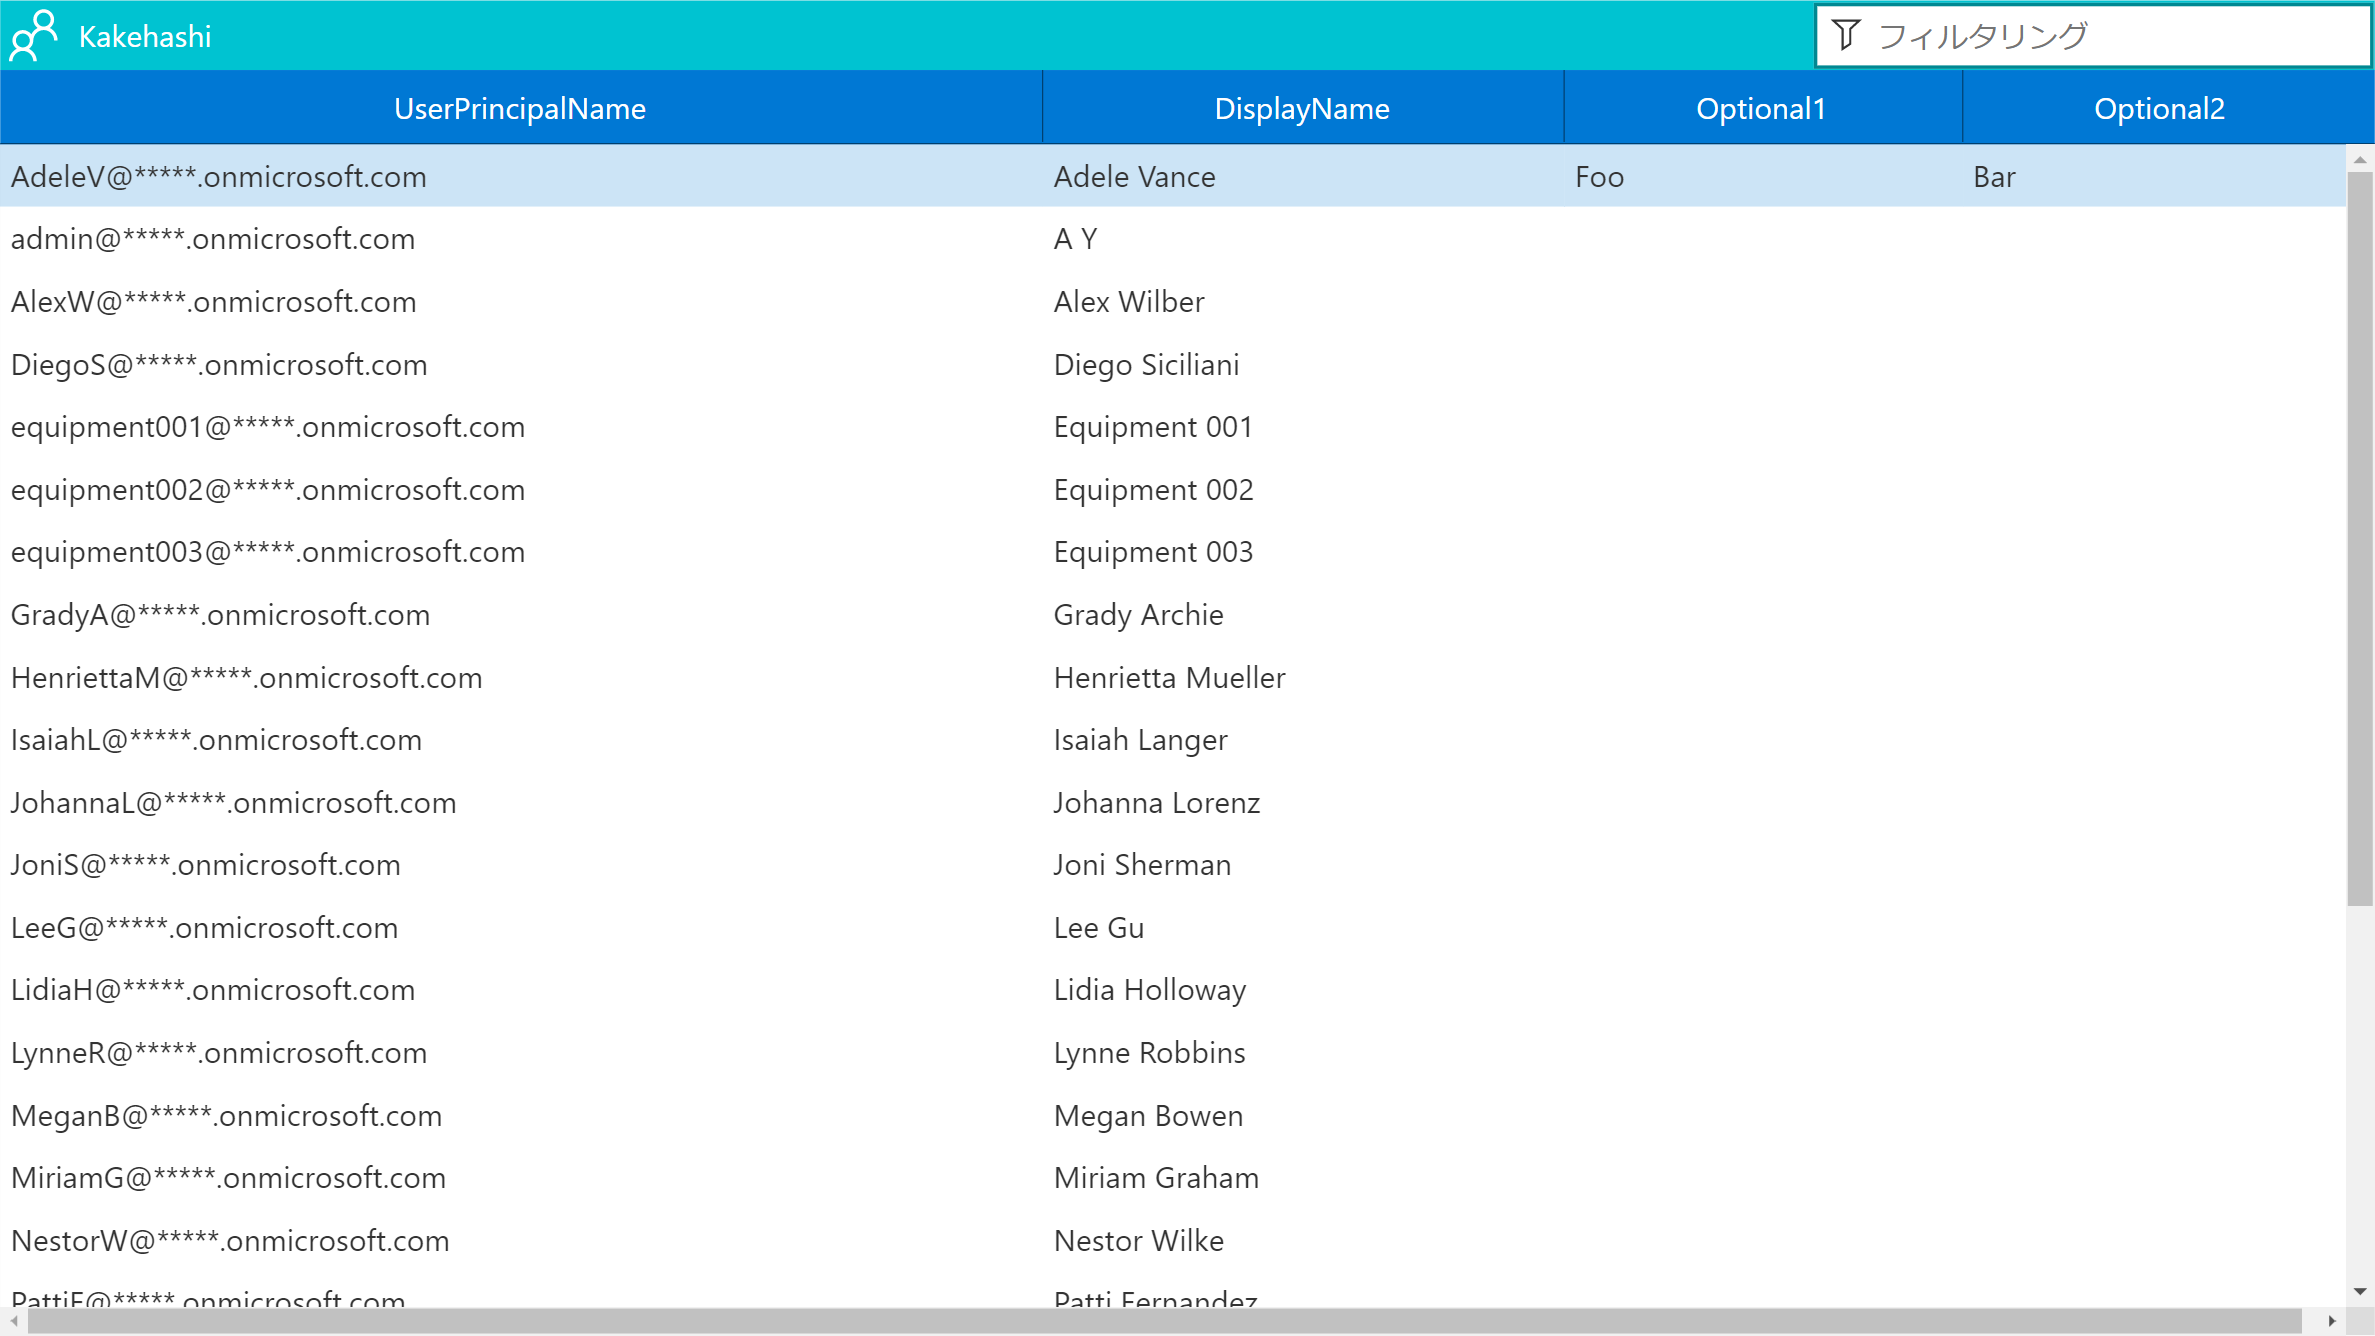 Kakehashi フィルタリング
UserPrincipalName DisplayName Optional1 Optional2
AdeleV@*****.onmicrosoft.com Adele Vance Foo Bar
admin@*****.onmicrosoft.com A Y
AlexW@*****.onmicrosoft.com Alex Wilber
DiegoS@*****.onmicrosoft.com Diego Siciliani
equipment001@*****.onmicrosoft.com Equipment 001
equipment002@*****.onmicrosoft.com Equipment 002
equipment003@*****.onmicrosoft.com Equipment 003
GradyA@*****.onmicrosoft.com Grady Archie
HenriettaM@*****.onmicrosoft.com Henrietta Mueller
IsaiahL@*****.onmicrosoft.com Isaiah Langer
JohannaL@*****.onmicrosoft.com Johanna Lorenz
JoniS@*****.onmicrosoft.com Joni Sherman
LeeG@*****.onmicrosoft.com Lee Gu
LidiaH@*****.onmicrosoft.com Lidia Holloway
LynneR@*****.onmicrosoft.com Lynne Robbins
MeganB@*****.onmicrosoft.com Megan Bowen
MiriamG@*****.onmicrosoft.com Miriam Graham
NestorW@*****.onmicrosoft.com Nestor Wilke
PattiF@*****.onmicrosoft.com Patti Fernandez